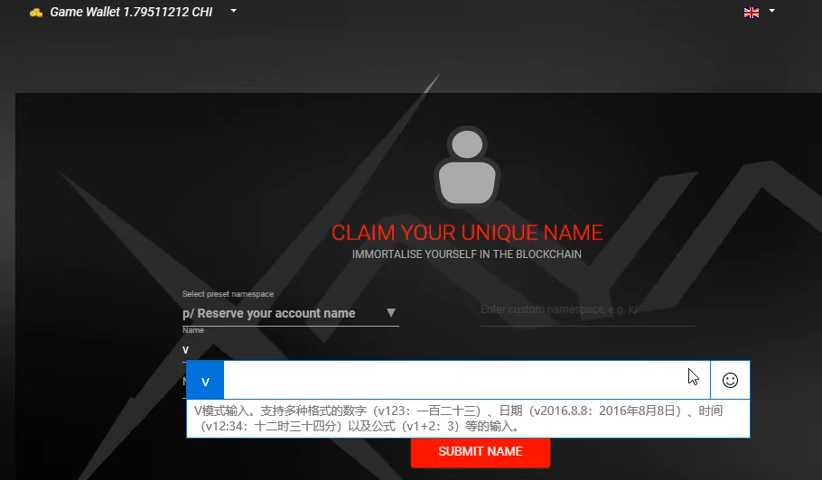 Game Wallet 1.79511212 CHI
CLAIM YOUR UNIQUE NAME
IMMORTALISE YOURSELF IN THE BLOCKCHAIN
Select preset namespace
p/ Reserve your account name
Enter custom namespace, e.g. k/
Name
v
v
V模式输入。支持多种格式的数字（v123：一百二十三）、日期（v2016.8.8：2016年8月8日）、时间
（v12:34：十二时三十四分）以及公式（v1+2：3）等的输入。
SUBMIT NAME